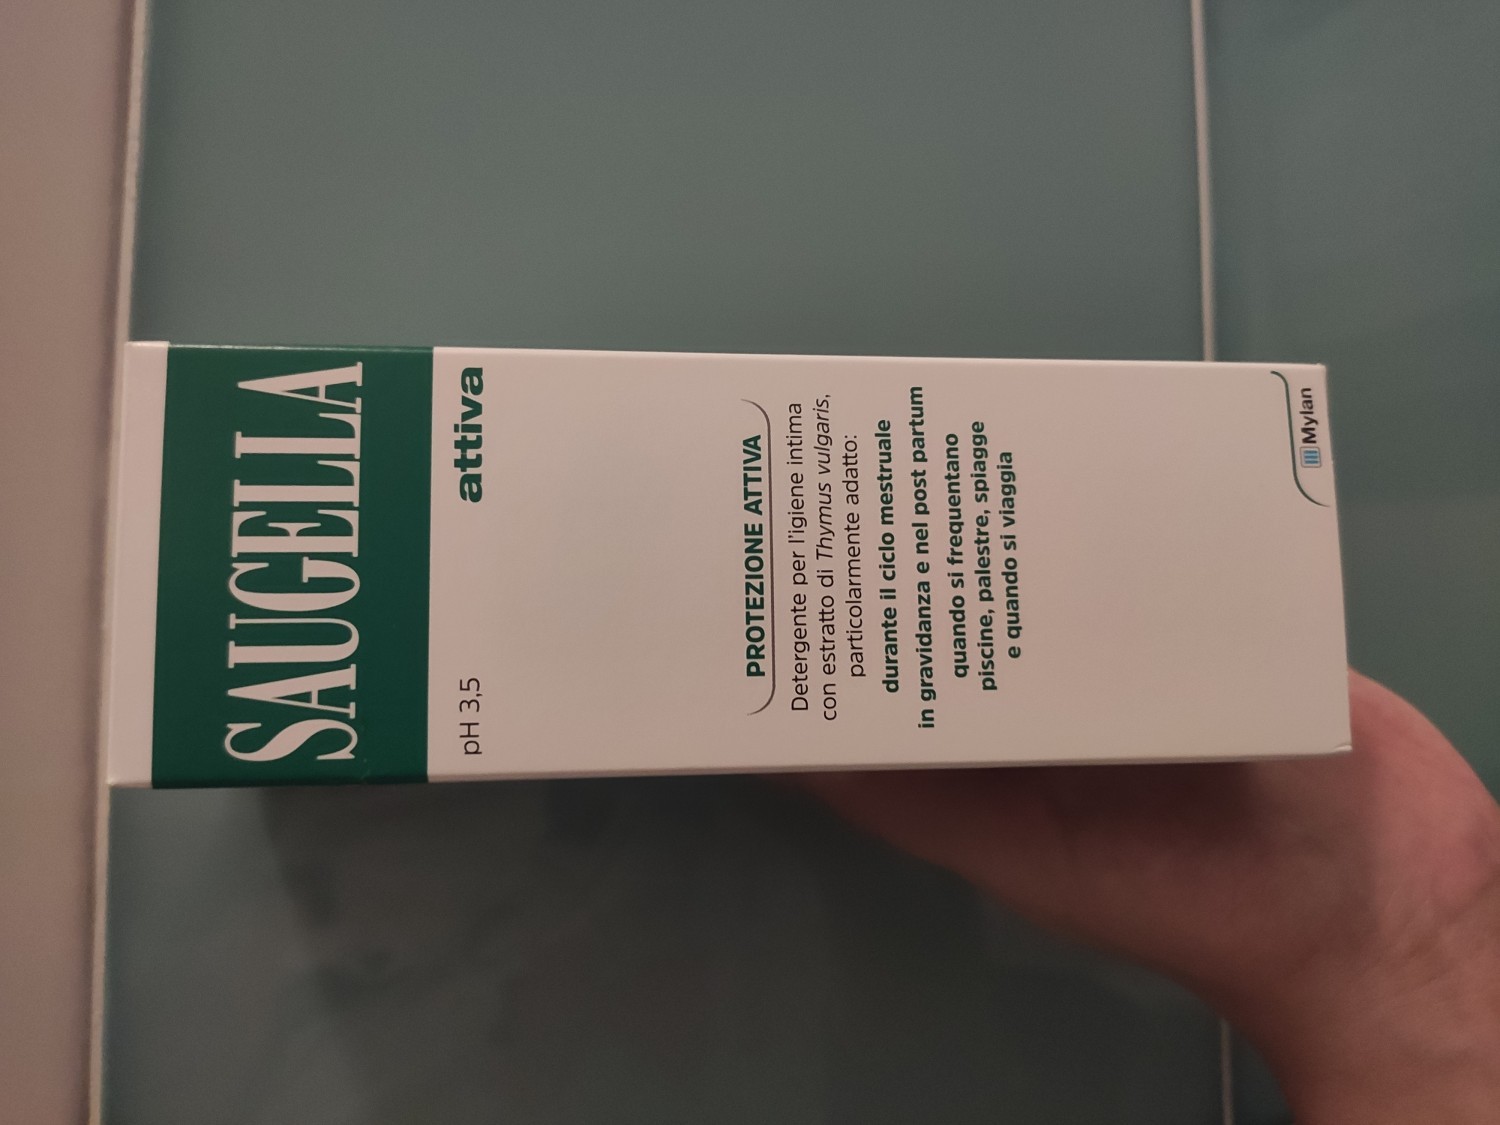 SAUGELLA
pH 3,5 attiva
PROTEZIONE ATTIVA
Detergente per l'igiene intima
con estratto di Thymus vulgaris,
particolarmente adatto:
durante il ciclo mestruale
in gravidanza e nel post partum
quando si frequentano
piscine, palestre, spiagge
e quando si viaggia
Mylan